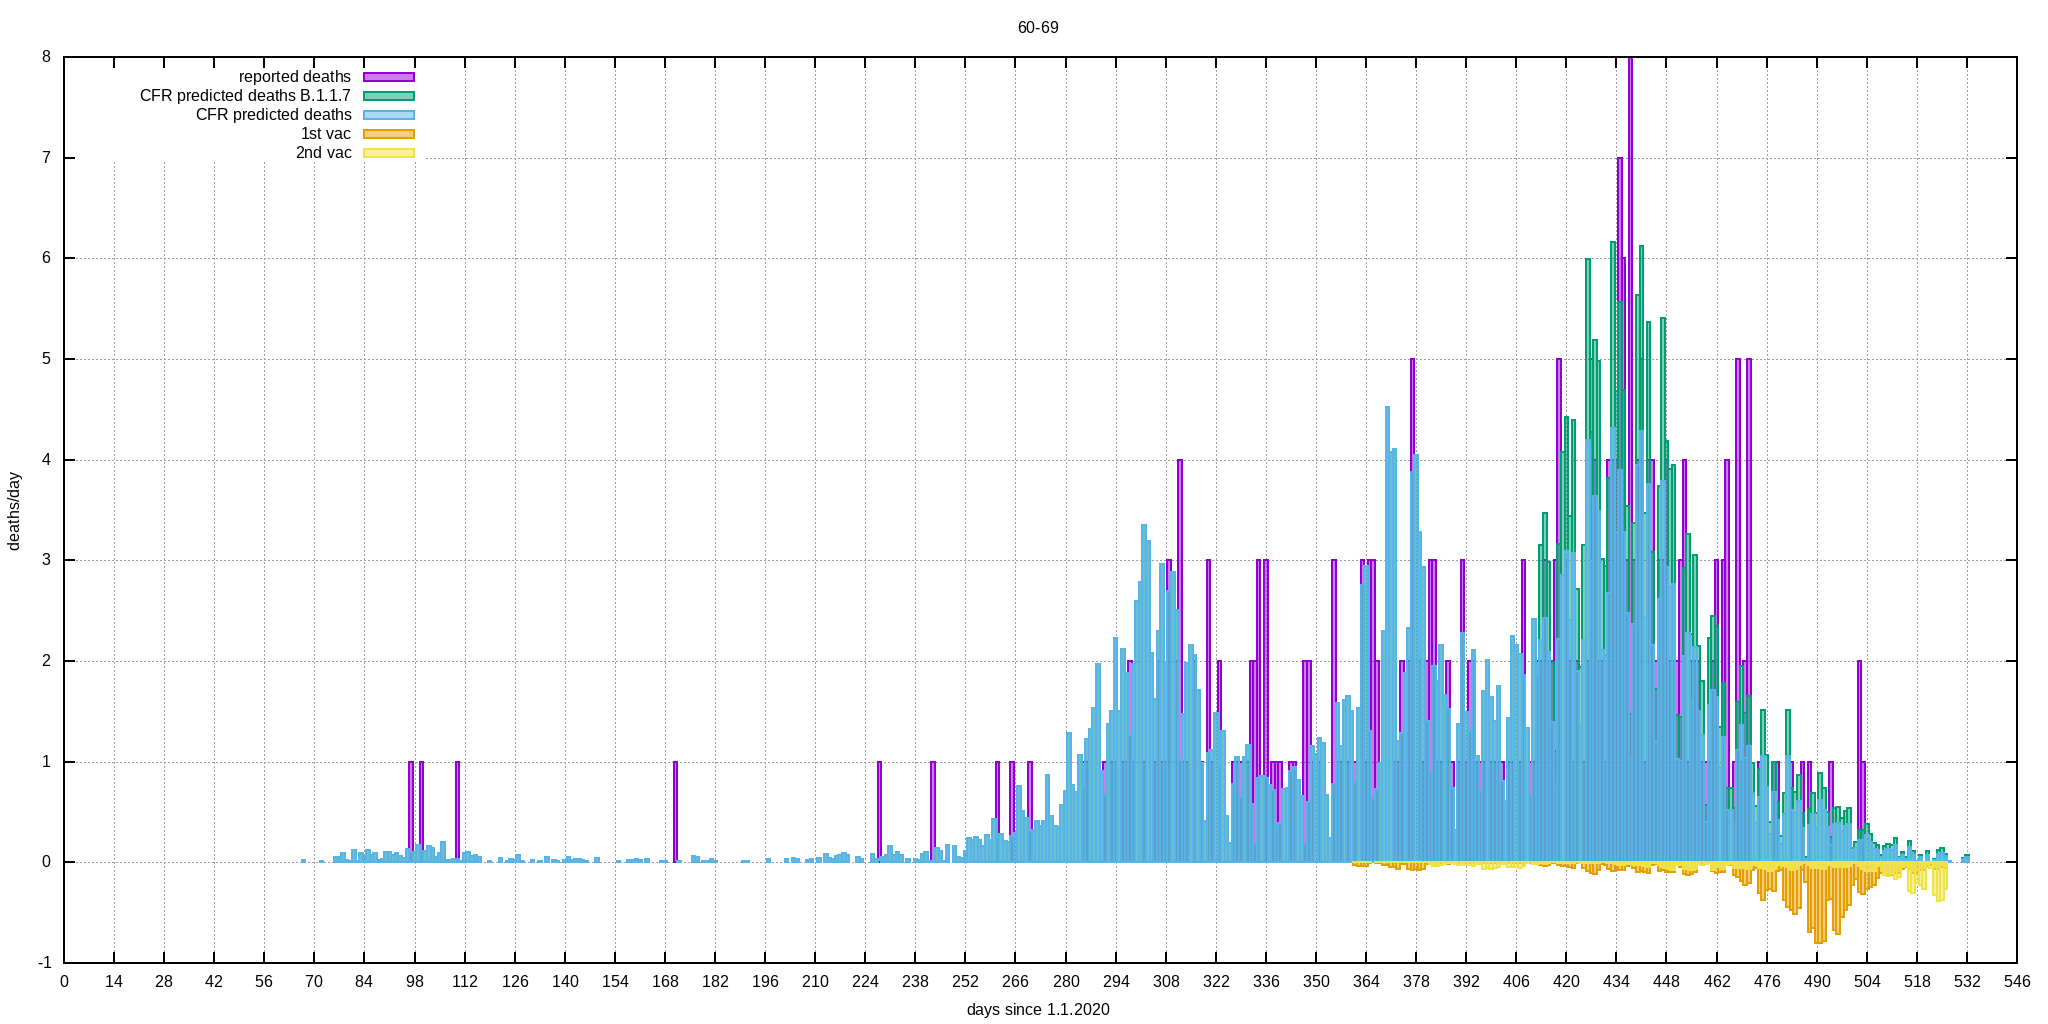 60-69
reported deaths
CFR predicted deaths B.1.1.7
CFR predicted deaths
1st vac
2nd vac
8
7
6
5
4
3
2
1
0
-1
deaths/day
0 14 28 42 56 70 84 98 112 126 140 154 168 182 196 210 224 238 252 266 280 294 308 322 336 350 364 378 392 406 420 434 448 462 476 490 504 518 532 546
days since 1.1.2020